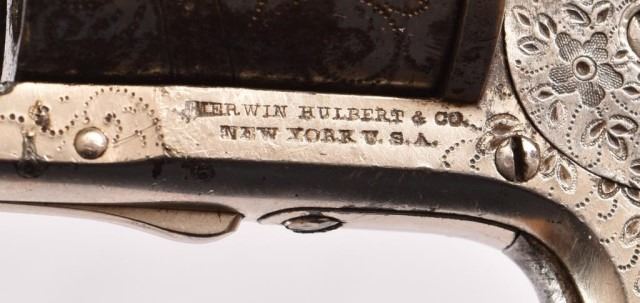 MERWIN HULBERT & CO.
NEW YORK U.S.A.